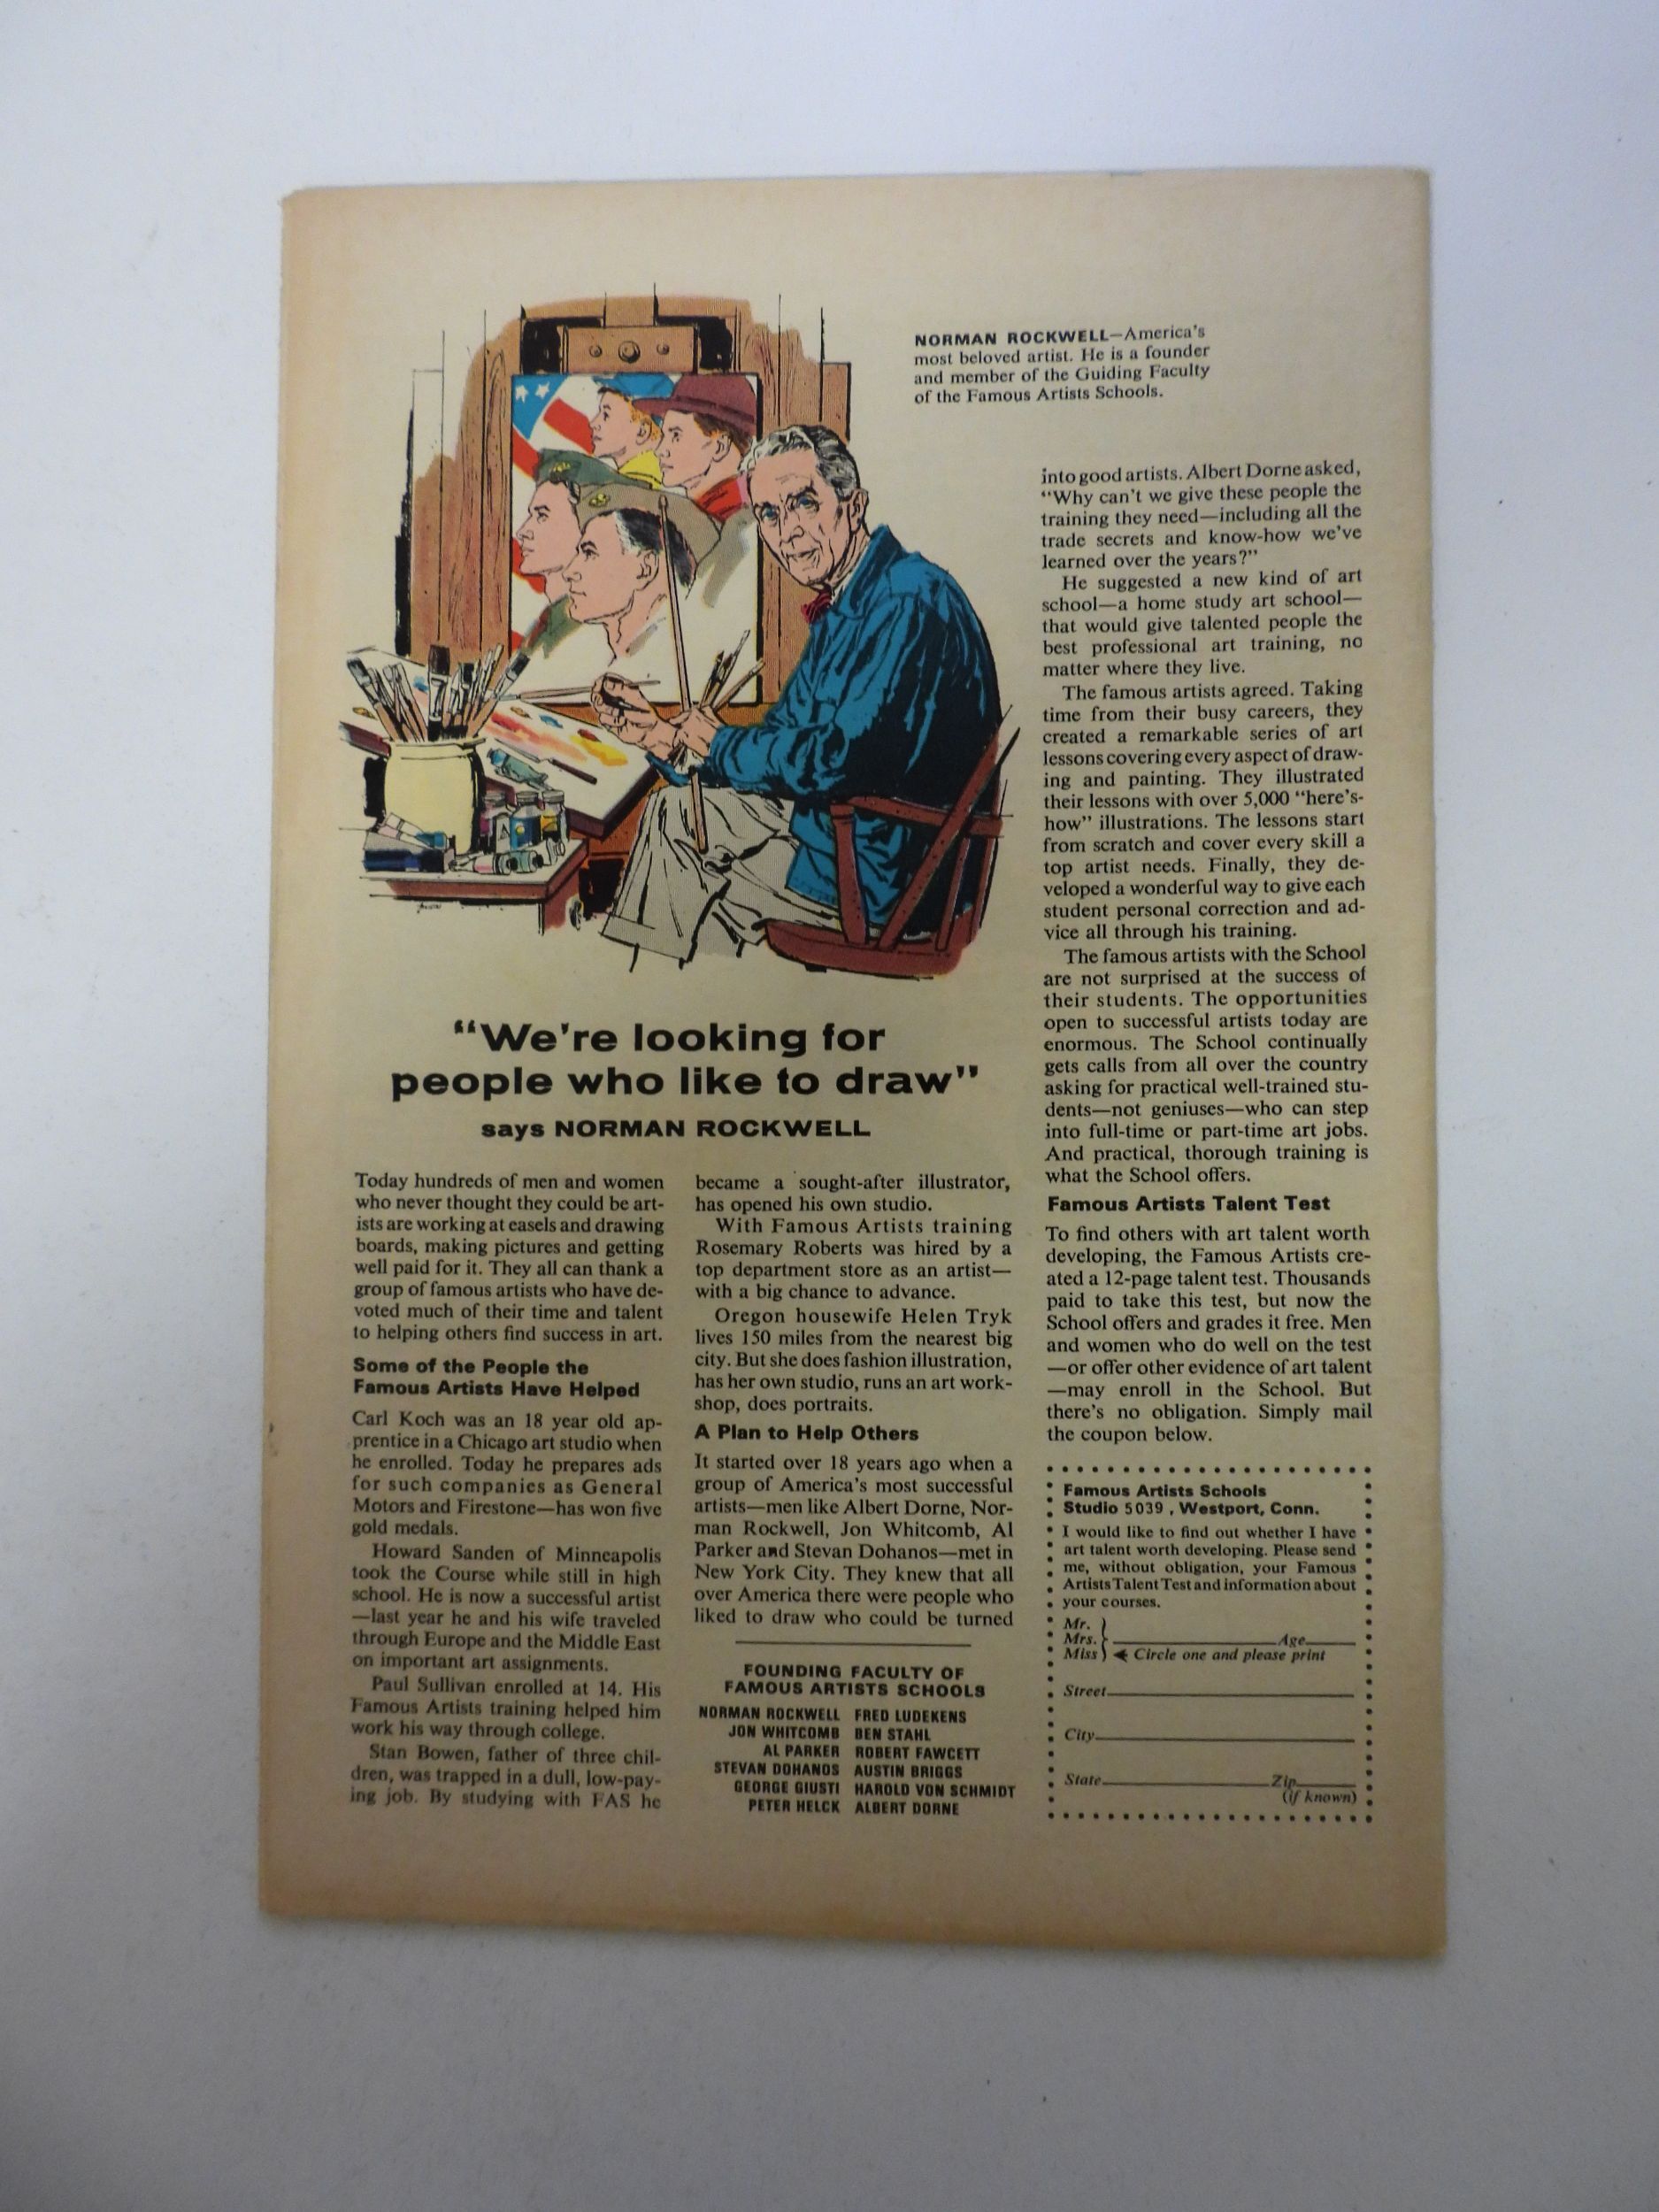 NORMAN ROCKWELL—America's
most beloved artist. He is a founder
and member of the Guiding Faculty
of the Famous Artists Schools.
"We're looking for
people who like to draw"
says NORMAN ROCKWELL
Today hundreds of men and women
who never thought they could be art-
ists are working at easels and drawing
boards, making pictures and getting
well paid for it. They all can thank a
group of famous artists who have de-
voted much of their time and talent
to helping others find success in art.
Some of the People the
Famous Artists Have Helped
Carl Koch was an 18 year old ap-
prentice in a Chicago art studio when
he enrolled. Today he prepares ads
for such companies as General
Motors and Firestone—has won five
gold medals.
Howard Sanden of Minneapolis
took the Course while still in high
school. He is now a successful artist
—last year he and his wife traveled
through Europe and the Middle East
on important art assignments.
Paul Sullivan enrolled at 14. His
Famous Artists training helped him
work his way through college.
Stan Bowen, father of three chil-
dren, was trapped in a dull, low-pay-
ing job. By studying with FAS he
became a sought-after illustrator,
has opened his own studio.
With Famous Artists training
Rosemary Roberts was hired by a
top department store as an artist—
with a big chance to advance.
Oregon housewife Helen Tryk
lives 150 miles from the nearest big
city. But she does fashion illustration,
has her own studio, runs an art work-
shop, does portraits.
A Plan to Help Others
It started over 18 years ago when a
group of America's most successful
artists—men like Albert Dorne, Nor-
man Rockwell, Jon Whitcomb, Al
Parker and Stevan Dohanos—met in
New York City. They knew that all
over America there were people who
liked to draw who could be turned
FOUNDING FACULTY OF
FAMOUS ARTISTS SCHOOLS
NORMAN ROCKWELL FRED LUDEKENS
JON WHITCOMB BEN STAHL
AL PARKER ROBERT FAWCETT
STEVAN DOHANOS AUSTIN BRIGGS
GEORGE GIUSTI HAROLD VON SCHMIDT
PETER HELCK ALBERT DORNE
into good artists. Albert Dorne asked,
"Why can't we give these people the
training they need—including all the
trade secrets and know-how we've
learned over the years?"
He suggested a new kind of art
school—a home study art school—
that would give talented people the
best professional art training, no
matter where they live.
The famous artists agreed. Taking
time from their busy careers, they
created a remarkable series of art
lessons covering every aspect of draw-
ing and painting. They illustrated
their lessons with over 5,000 "here's-
how" illustrations. The lessons start
from scratch and cover every skill a
top artist needs. Finally, they de-
veloped a wonderful way to give each
student personal correction and ad-
vice all through his training.
The famous artists with the School
are not surprised at the success of
their students. The opportunities
open to successful artists today are
enormous. The School continually
gets calls from all over the country
asking for practical well-trained stu-
dents—not geniuses—who can step
into full-time or part-time art jobs.
And practical, thorough training is
what the School offers.
Famous Artists Talent Test
To find others with art talent worth
developing, the Famous Artists cre-
ated a 12-page talent test. Thousands
paid to take this test, but now the
School offers and grades it free. Men
and women who do well on the test
—or offer other evidence of art talent
—may enroll in the School. But
there's no obligation. Simply mail
the coupon below.
Famous Artists Schools
Studio 5039 , Westport, Conn.
I would like to find out whether I have
art talent worth developing. Please send
me, without obligation, your Famous
Artists Talent Test and information about
your courses.
Mr.
Mrs. Age
Miss Circle one and please print
Street
City
State Zip
(if known)